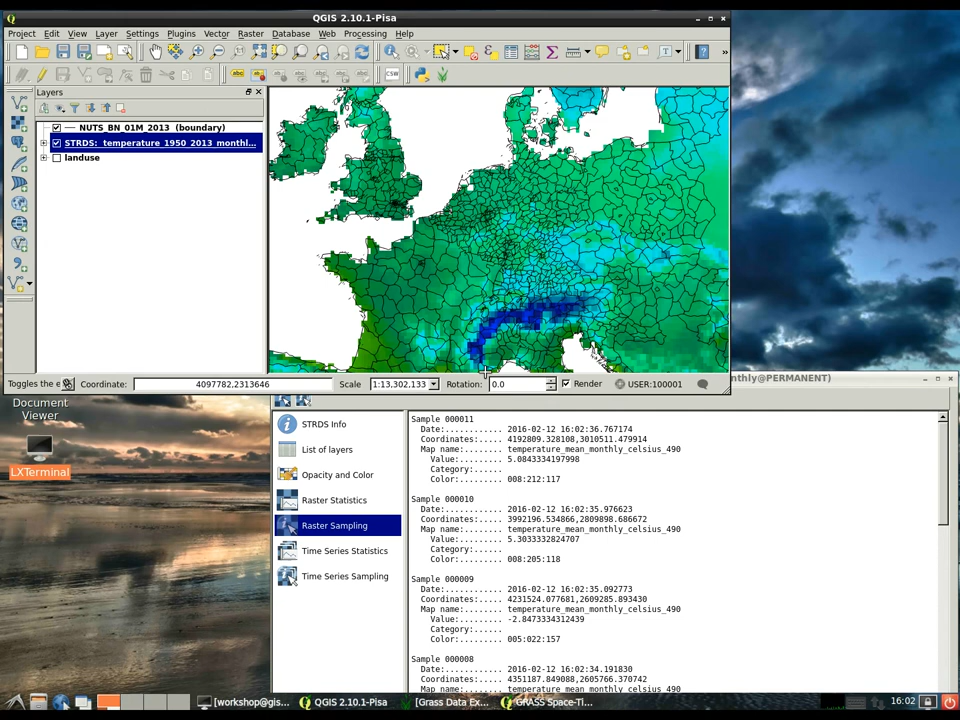 QGIS 2.10.1-Pisa
Project Edit View Layer Settings Plugins Vector Raster Database Web Processing Help
abc abc abc CSW
Layers
NUTS_BN_01M_2013 (boundary)
STRDS: temperature_1950_2013_monthl...
landuse
Toggles the e Coordinate: 4097782,2313646 Scale 1:13,302,133 Rotation: 0.0 Render USER:100001
nthly@PERMANENT)
Document
Viewer
LXTerminal
STRDS Info
List of layers
Opacity and Color
Raster Statistics
Raster Sampling
Time Series Statistics
Time Series Sampling
Sample 000011
Date:............ 2016-02-12 16:02:36.767174
Coordinates:..... 4192809.328108,3010511.479914
Map name:........ temperature_mean_monthly_celsius_490
Value:........ 5.0843334197998
Category:......
Color:......... 008:212:117
Sample 000010
Date:............ 2016-02-12 16:02:35.976623
Coordinates:..... 3992196.534866,2809898.686672
Map name:........ temperature_mean_monthly_celsius_490
Value:........ 5.3033332824707
Category:......
Color:......... 008:205:118
Sample 000009
Date:............ 2016-02-12 16:02:35.092773
Coordinates:..... 4231524.077681,2609285.893430
Map name:........ temperature_mean_monthly_celsius_490
Value:........ -2.8473334312439
Category:......
Color:......... 005:022:157
Sample 000008
Date:............ 2016-02-12 16:02:34.191830
Coordinates:..... 4351187.849088,2605766.370742
Map name:........ temperature_mean_monthly_celsius_490
[workshop@gis... QGIS 2.10.1-Pisa [Grass Data Ex... GRASS Space-Ti... 16:02